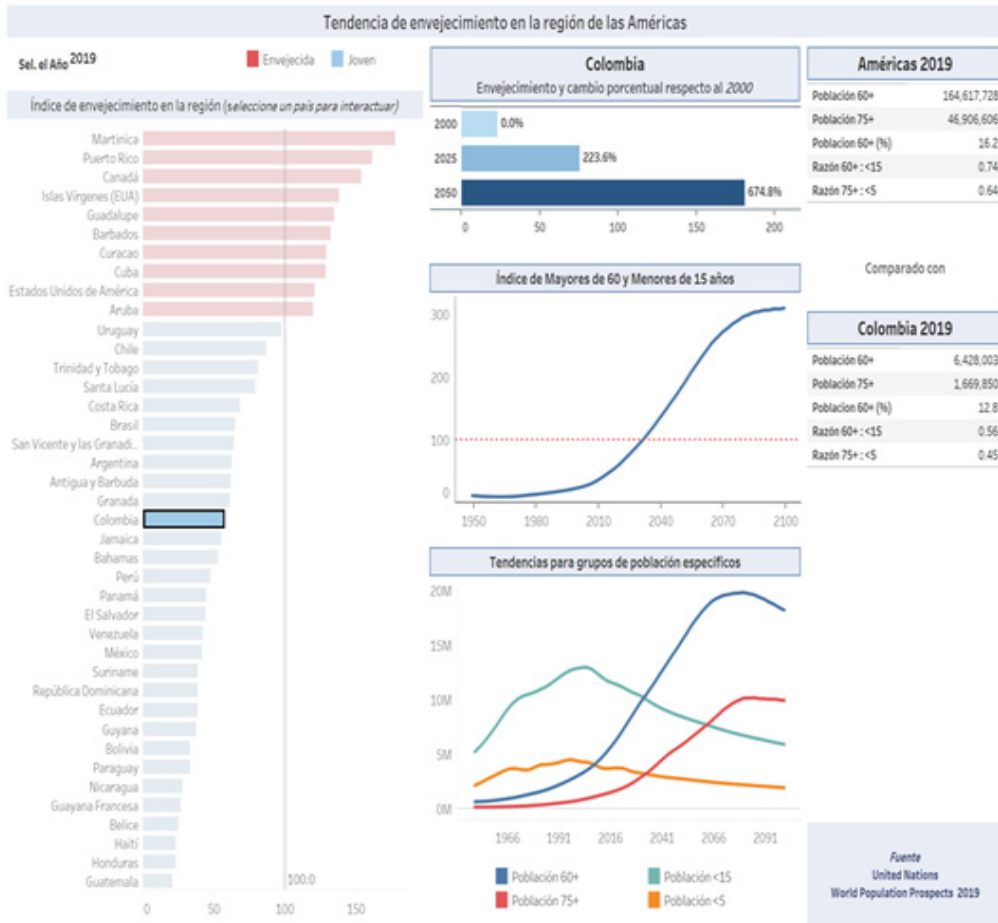 Tendencia de envejecimiento en la región de las Américas
Sel. el Año 2019
Envejecida Joven
Índice de envejecimiento en la región (seleccione un país para interactuar)
Martinica
Puerto Rico
Canadá
Islas Vírgenes (EUA)
Guadalupe
Barbados
Curacao
Cuba
Estados Unidos de América
Aruba
Uruguay
Chile
Trinidad y Tobago
Santa Lucía
Costa Rica
Brasil
San Vicente y las Granadi...
Argentina
Antigua y Barbuda
Granada
Colombia
Jamaica
Bahamas
Perú
Panamá
El Salvador
Venezuela
México
Suriname
República Dominicana
Ecuador
Guyana
Bolivia
Paraguay
Nicaragua
Guayana Francesa
Belice
Haití
Honduras
Guatemala
100.0
0 50 100 150
Colombia
Envejecimiento y cambio porcentual respecto al 2000
2000 0.0%
2025 223.6%
2050 674.8%
0 50 100 150 200
Índice de Mayores de 60 y Menores de 15 años
300
200
100
0
1950 1980 2010 2040 2070 2100
Tendencias para grupos de población específicos
20M
15M
10M
5M
0M
1966 1991 2016 2041 2066 2091
Población 60+ Población <15
Población 75+ Población <5
Américas 2019
Población 60+ 164,617,728
Población 75+ 46,906,606
Poblacion 60+ (%) 16.2
Razón 60+ : <15 0.74
Razón 75+ : <5 0.64
Comparado con
Colombia 2019
Población 60+ 6,428,003
Población 75+ 1,669,850
Poblacion 60+ (%) 12.8
Razón 60+ : <15 0.56
Razón 75+ : <5 0.45
Fuente
United Nations
World Population Prospects 2019